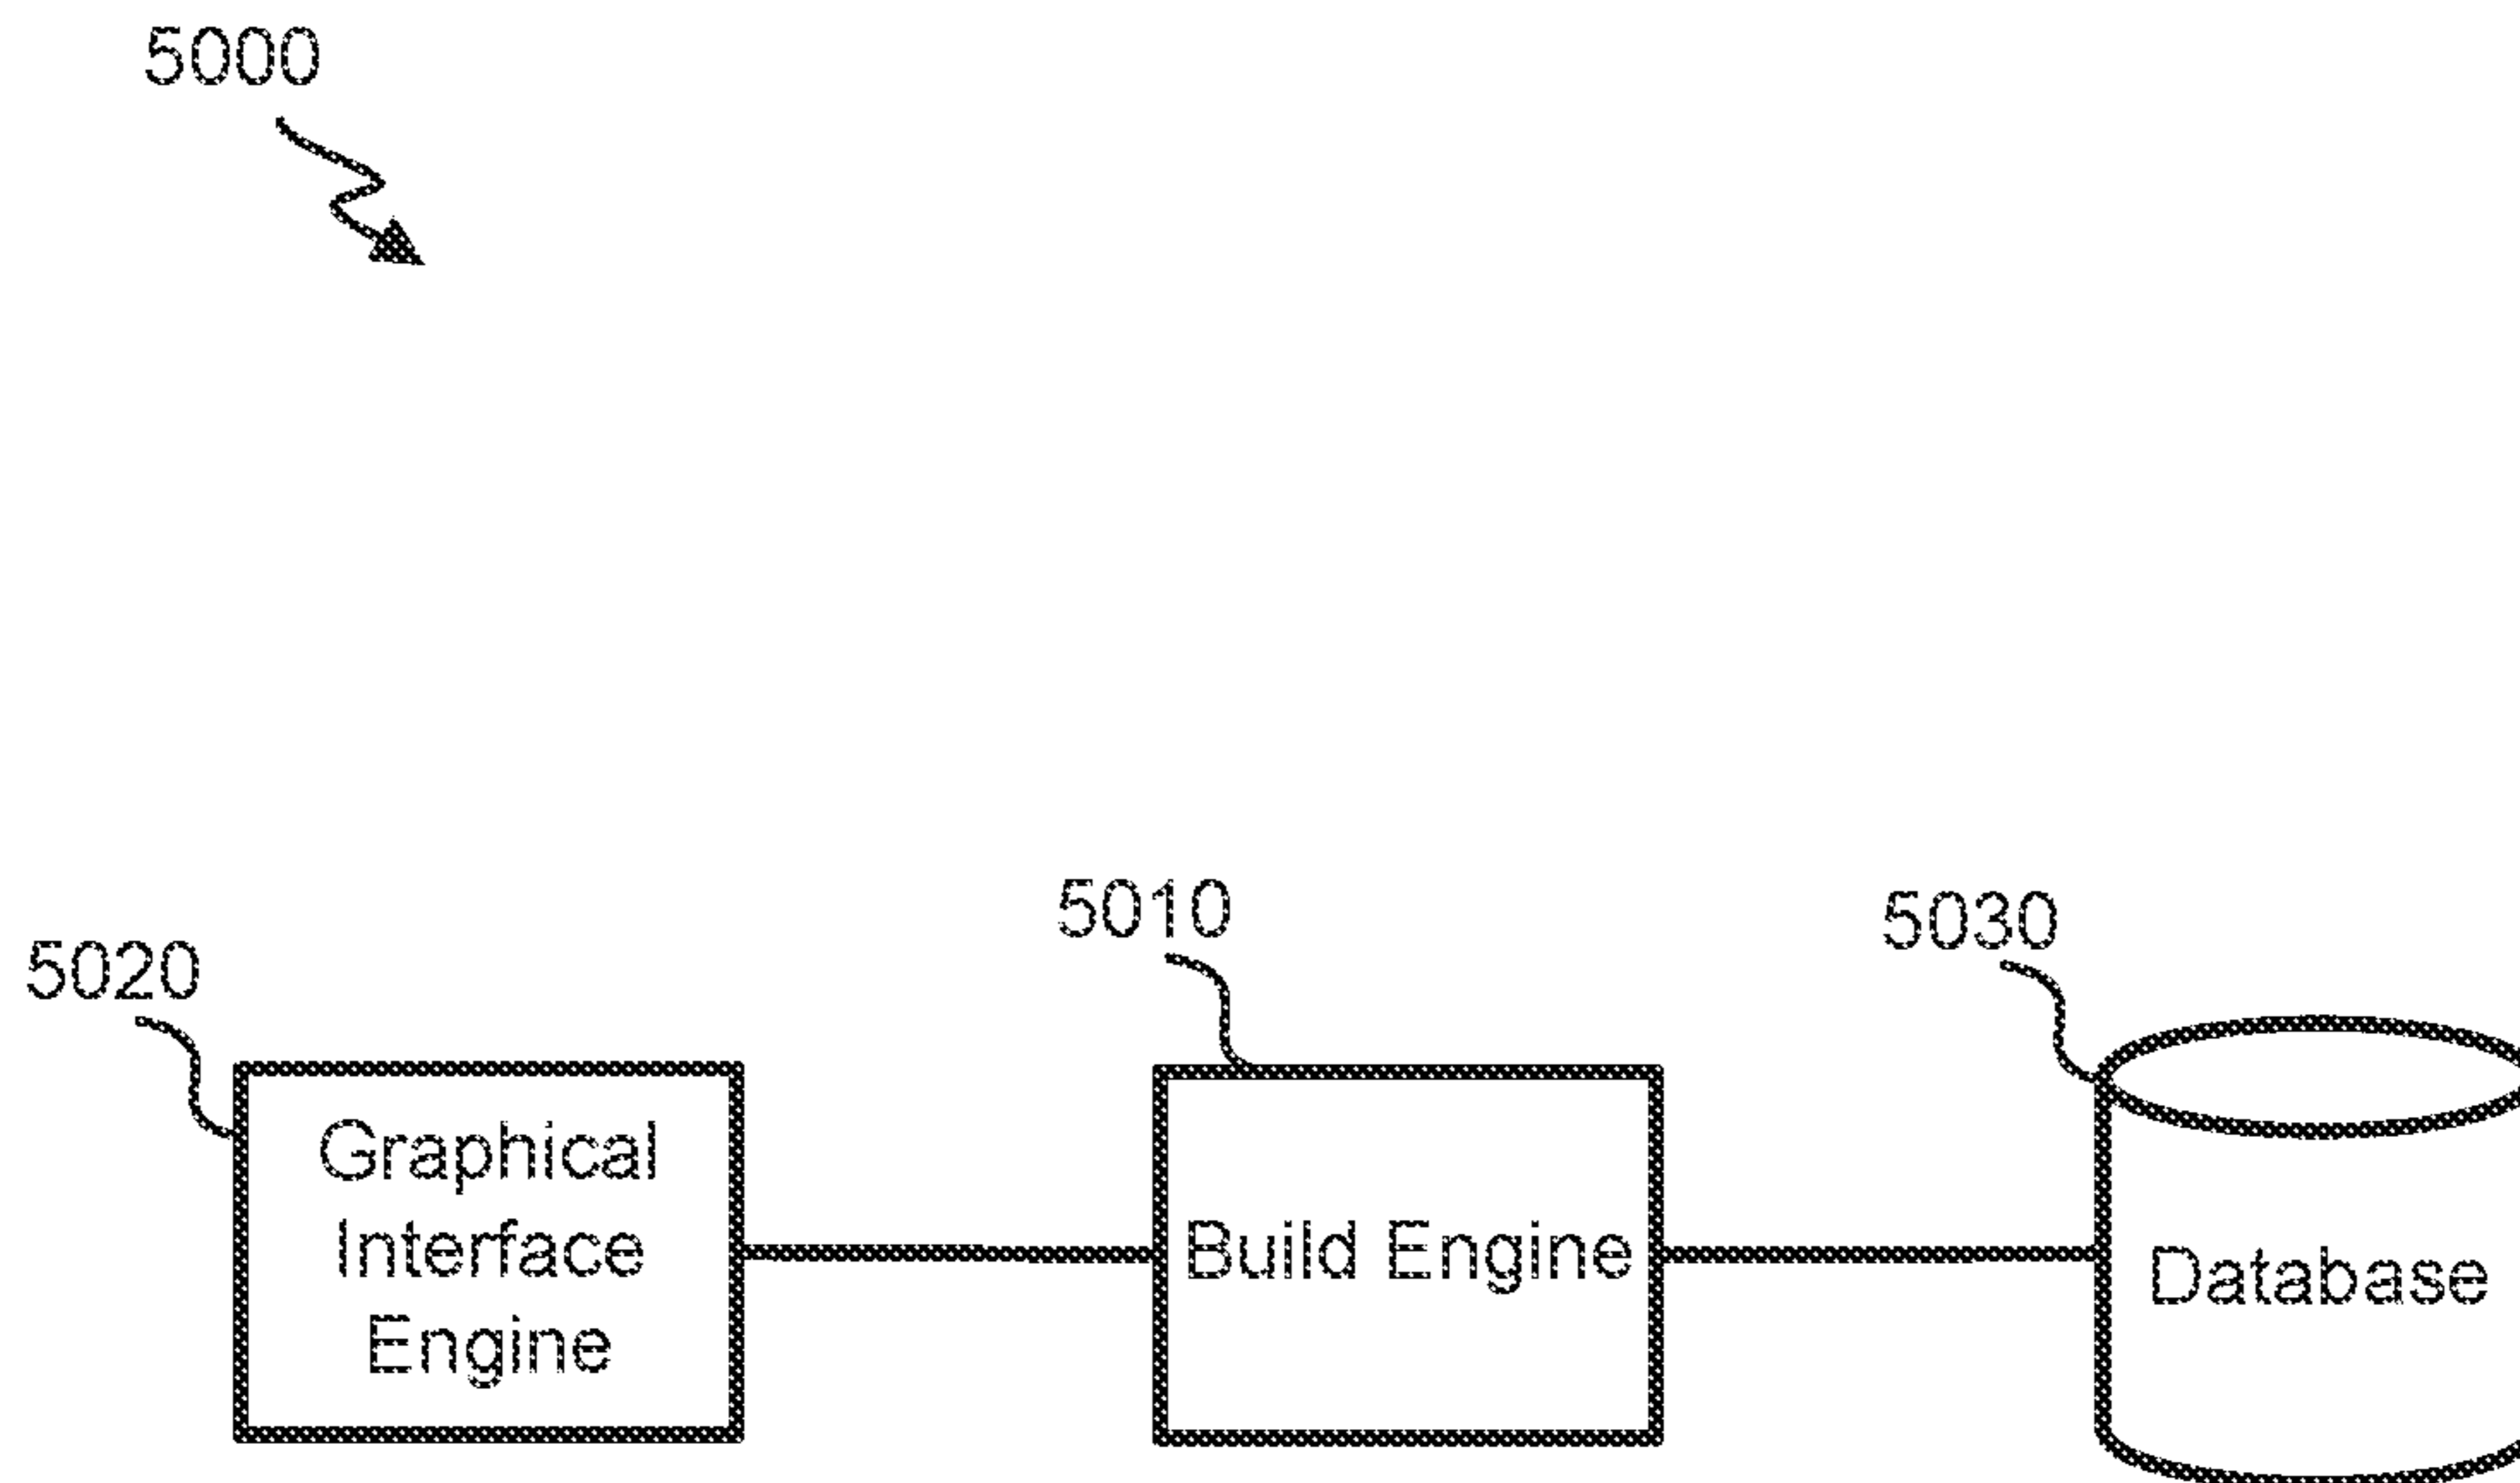 5000
5010
5030
5020
Graphical
Interface
Engine
Build Engine
Database